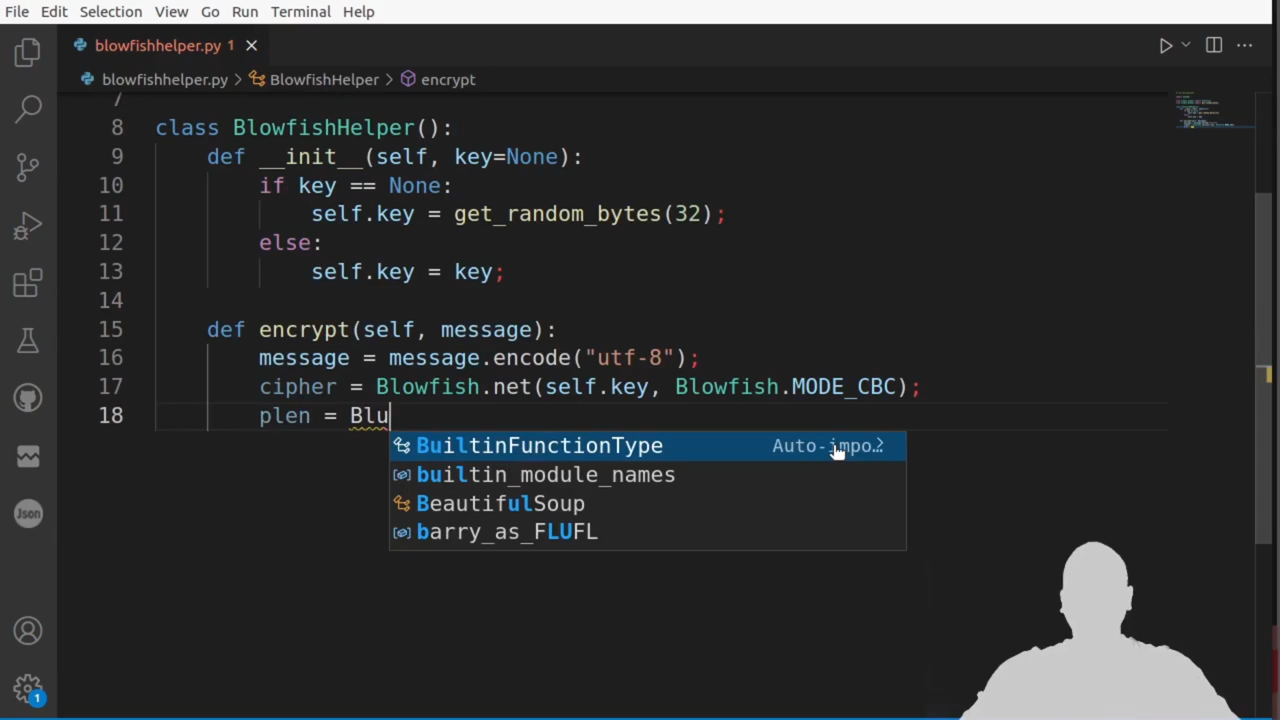 File Edit Selection View Go Run Terminal Help
blowfishhelper.py 1
blowfishhelper.py > BlowfishHelper > encrypt
7
8 class BlowfishHelper():
9 def __init__(self, key=None):
10 if key == None:
11 self.key = get_random_bytes(32);
12 else:
13 self.key = key;
14
15 def encrypt(self, message):
16 message = message.encode("utf-8");
17 cipher = Blowfish.net(self.key, Blowfish.MODE_CBC);
18 plen = Blu
BuiltinFunctionType Auto-impo…
builtin_module_names
BeautifulSoup
barry_as_FLUFL
Json
1